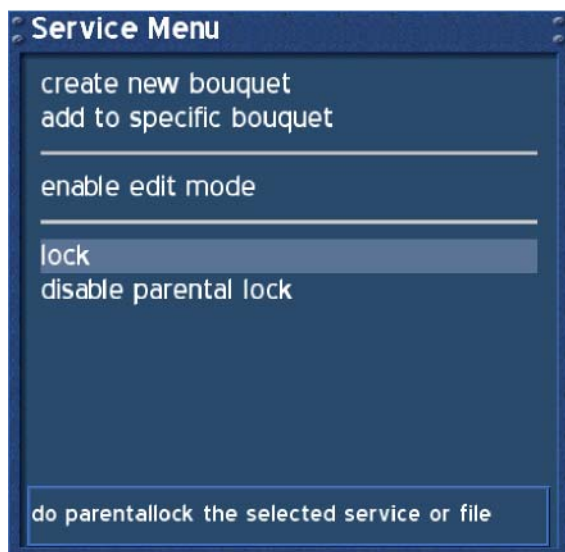 Service Menu
create new bouquet
add to specific bouquet
enable edit mode
lock
disable parental lock
do parentallock the selected service or file